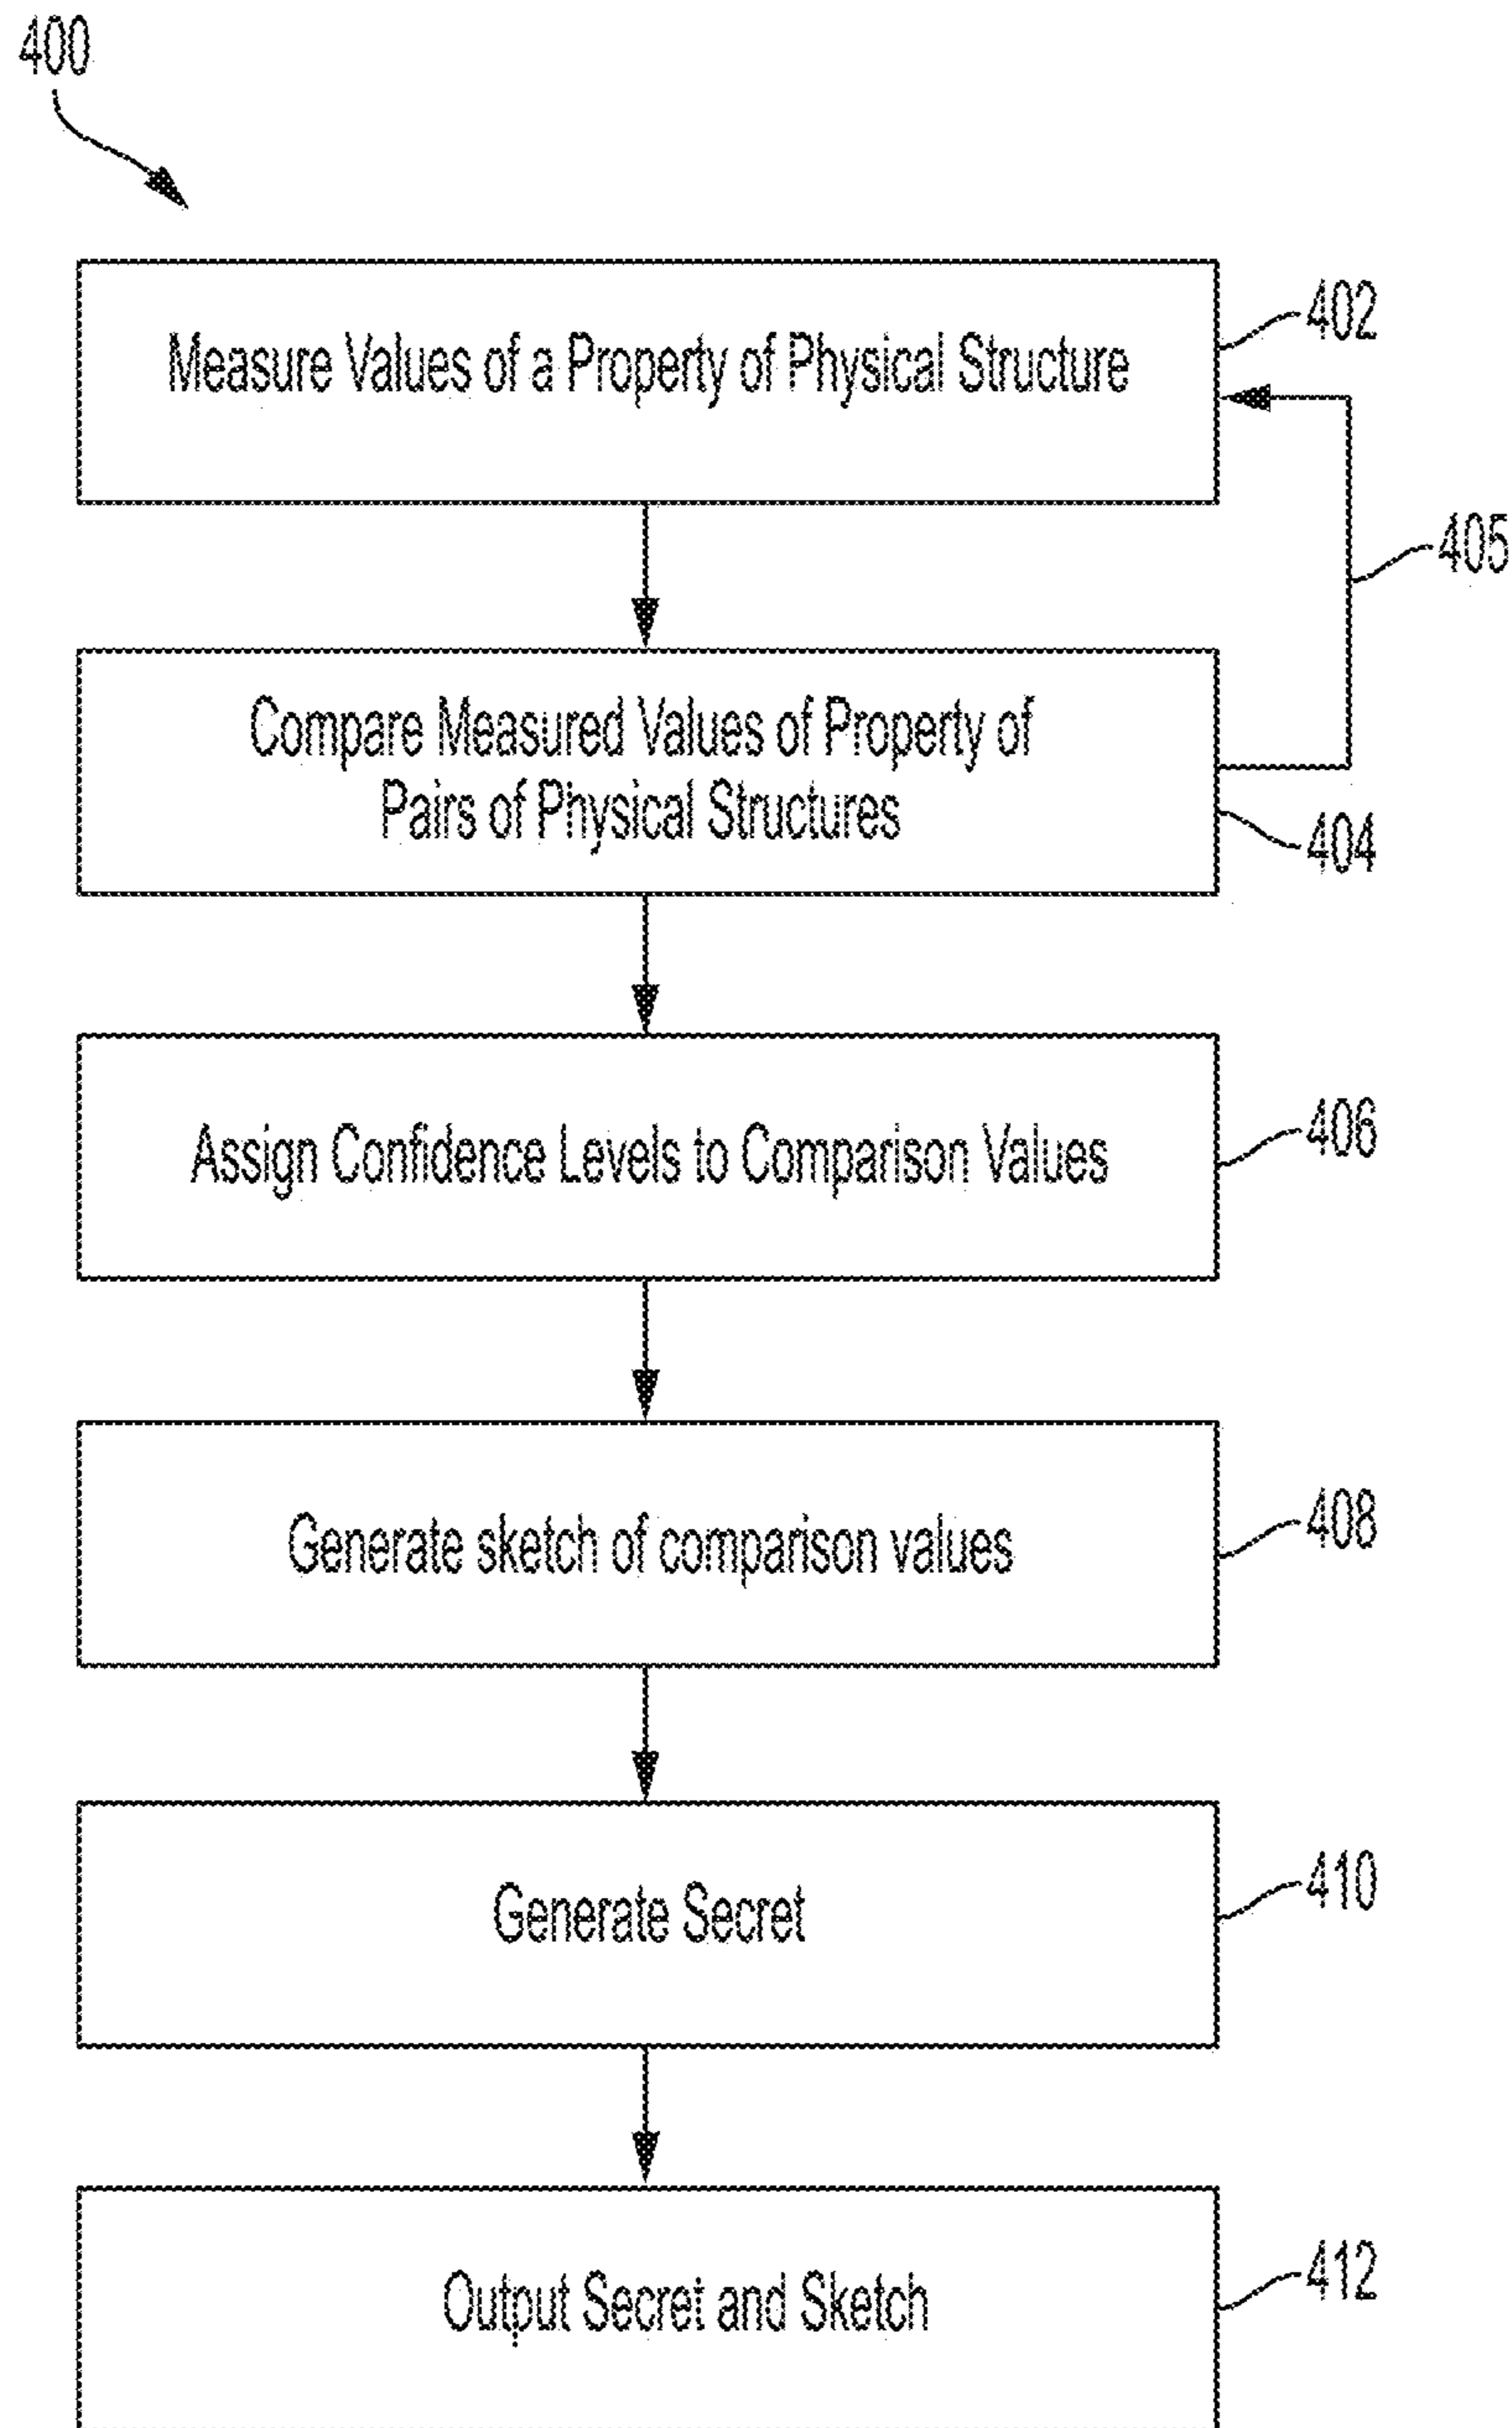 400
Measure Values of a Property of Physical Structure
402
405
Compare Measured Values of Property of
Pairs of Physical Structures
404
Assign Confidence Levels to Comparison Values
406
Generate sketch of comparison values
408
Generate Secret
410
Output Secret and Sketch
412